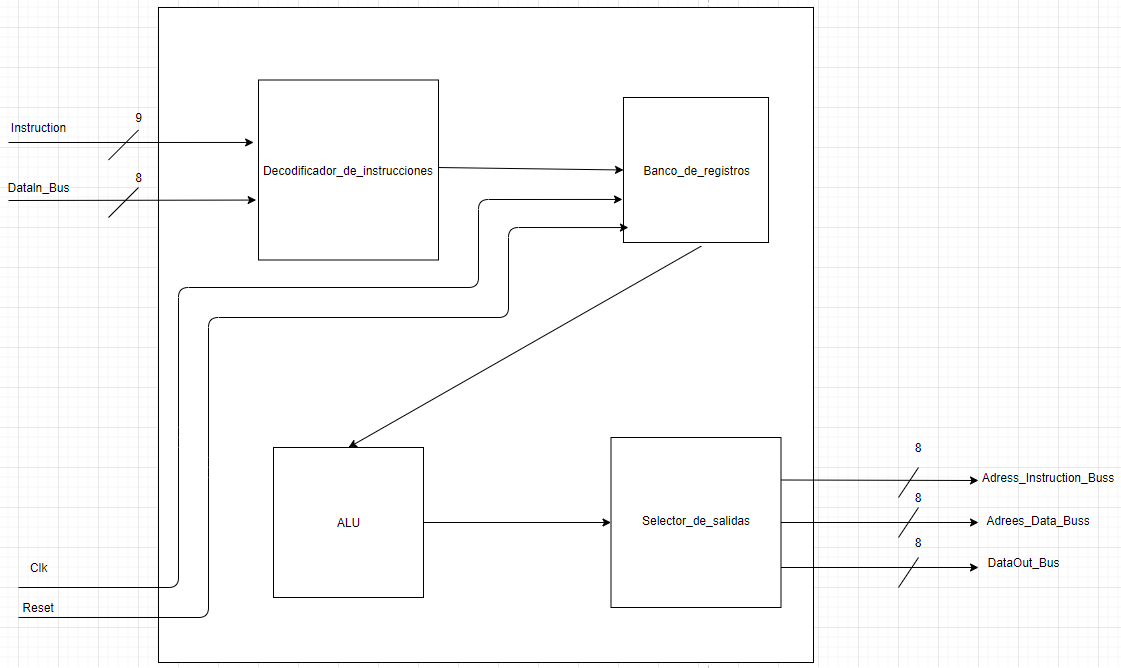 9
Instruction
Decodificador_de_instrucciones
Banco_de_registros
8
DataIn_Bus
8
Adress_Instruction_Buss
ALU
Selector_de_salidas
8
Adrees_Data_Buss
8
DataOut_Bus
Clk
Reset